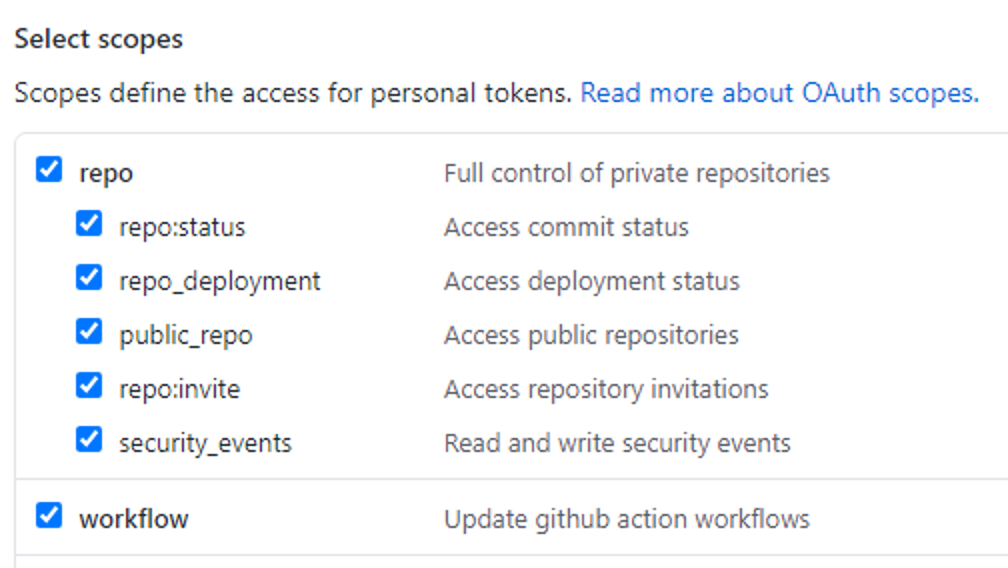 Select scopes
Scopes define the access for personal tokens. Read more about OAuth scopes.
repo Full control of private repositories
repo:status Access commit status
repo_deployment Access deployment status
public_repo Access public repositories
repo:invite Access repository invitations
security_events Read and write security events
workflow Update github action workflows